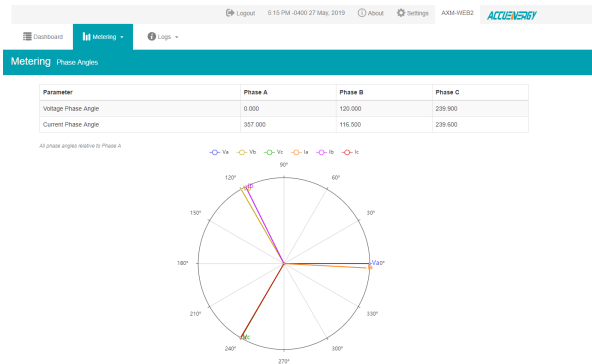 Logout 5:15 PM -0400 27 May, 2019 About Settings AXM-WEB2 ACCUENERGY
Dashboard Metering Logs
Metering Phase Angles
Parameter Phase A Phase B Phase C
Voltage Phase Angle 0.000 120.000 239.900
Current Phase Angle 357.000 116.500 239.600
All phase angles relative to Phase A
Va Vb Vc Ia Ib Ic
90°
120° 60°
150° 30°
180° Va 0°
210° 330°
240° 300°
270°